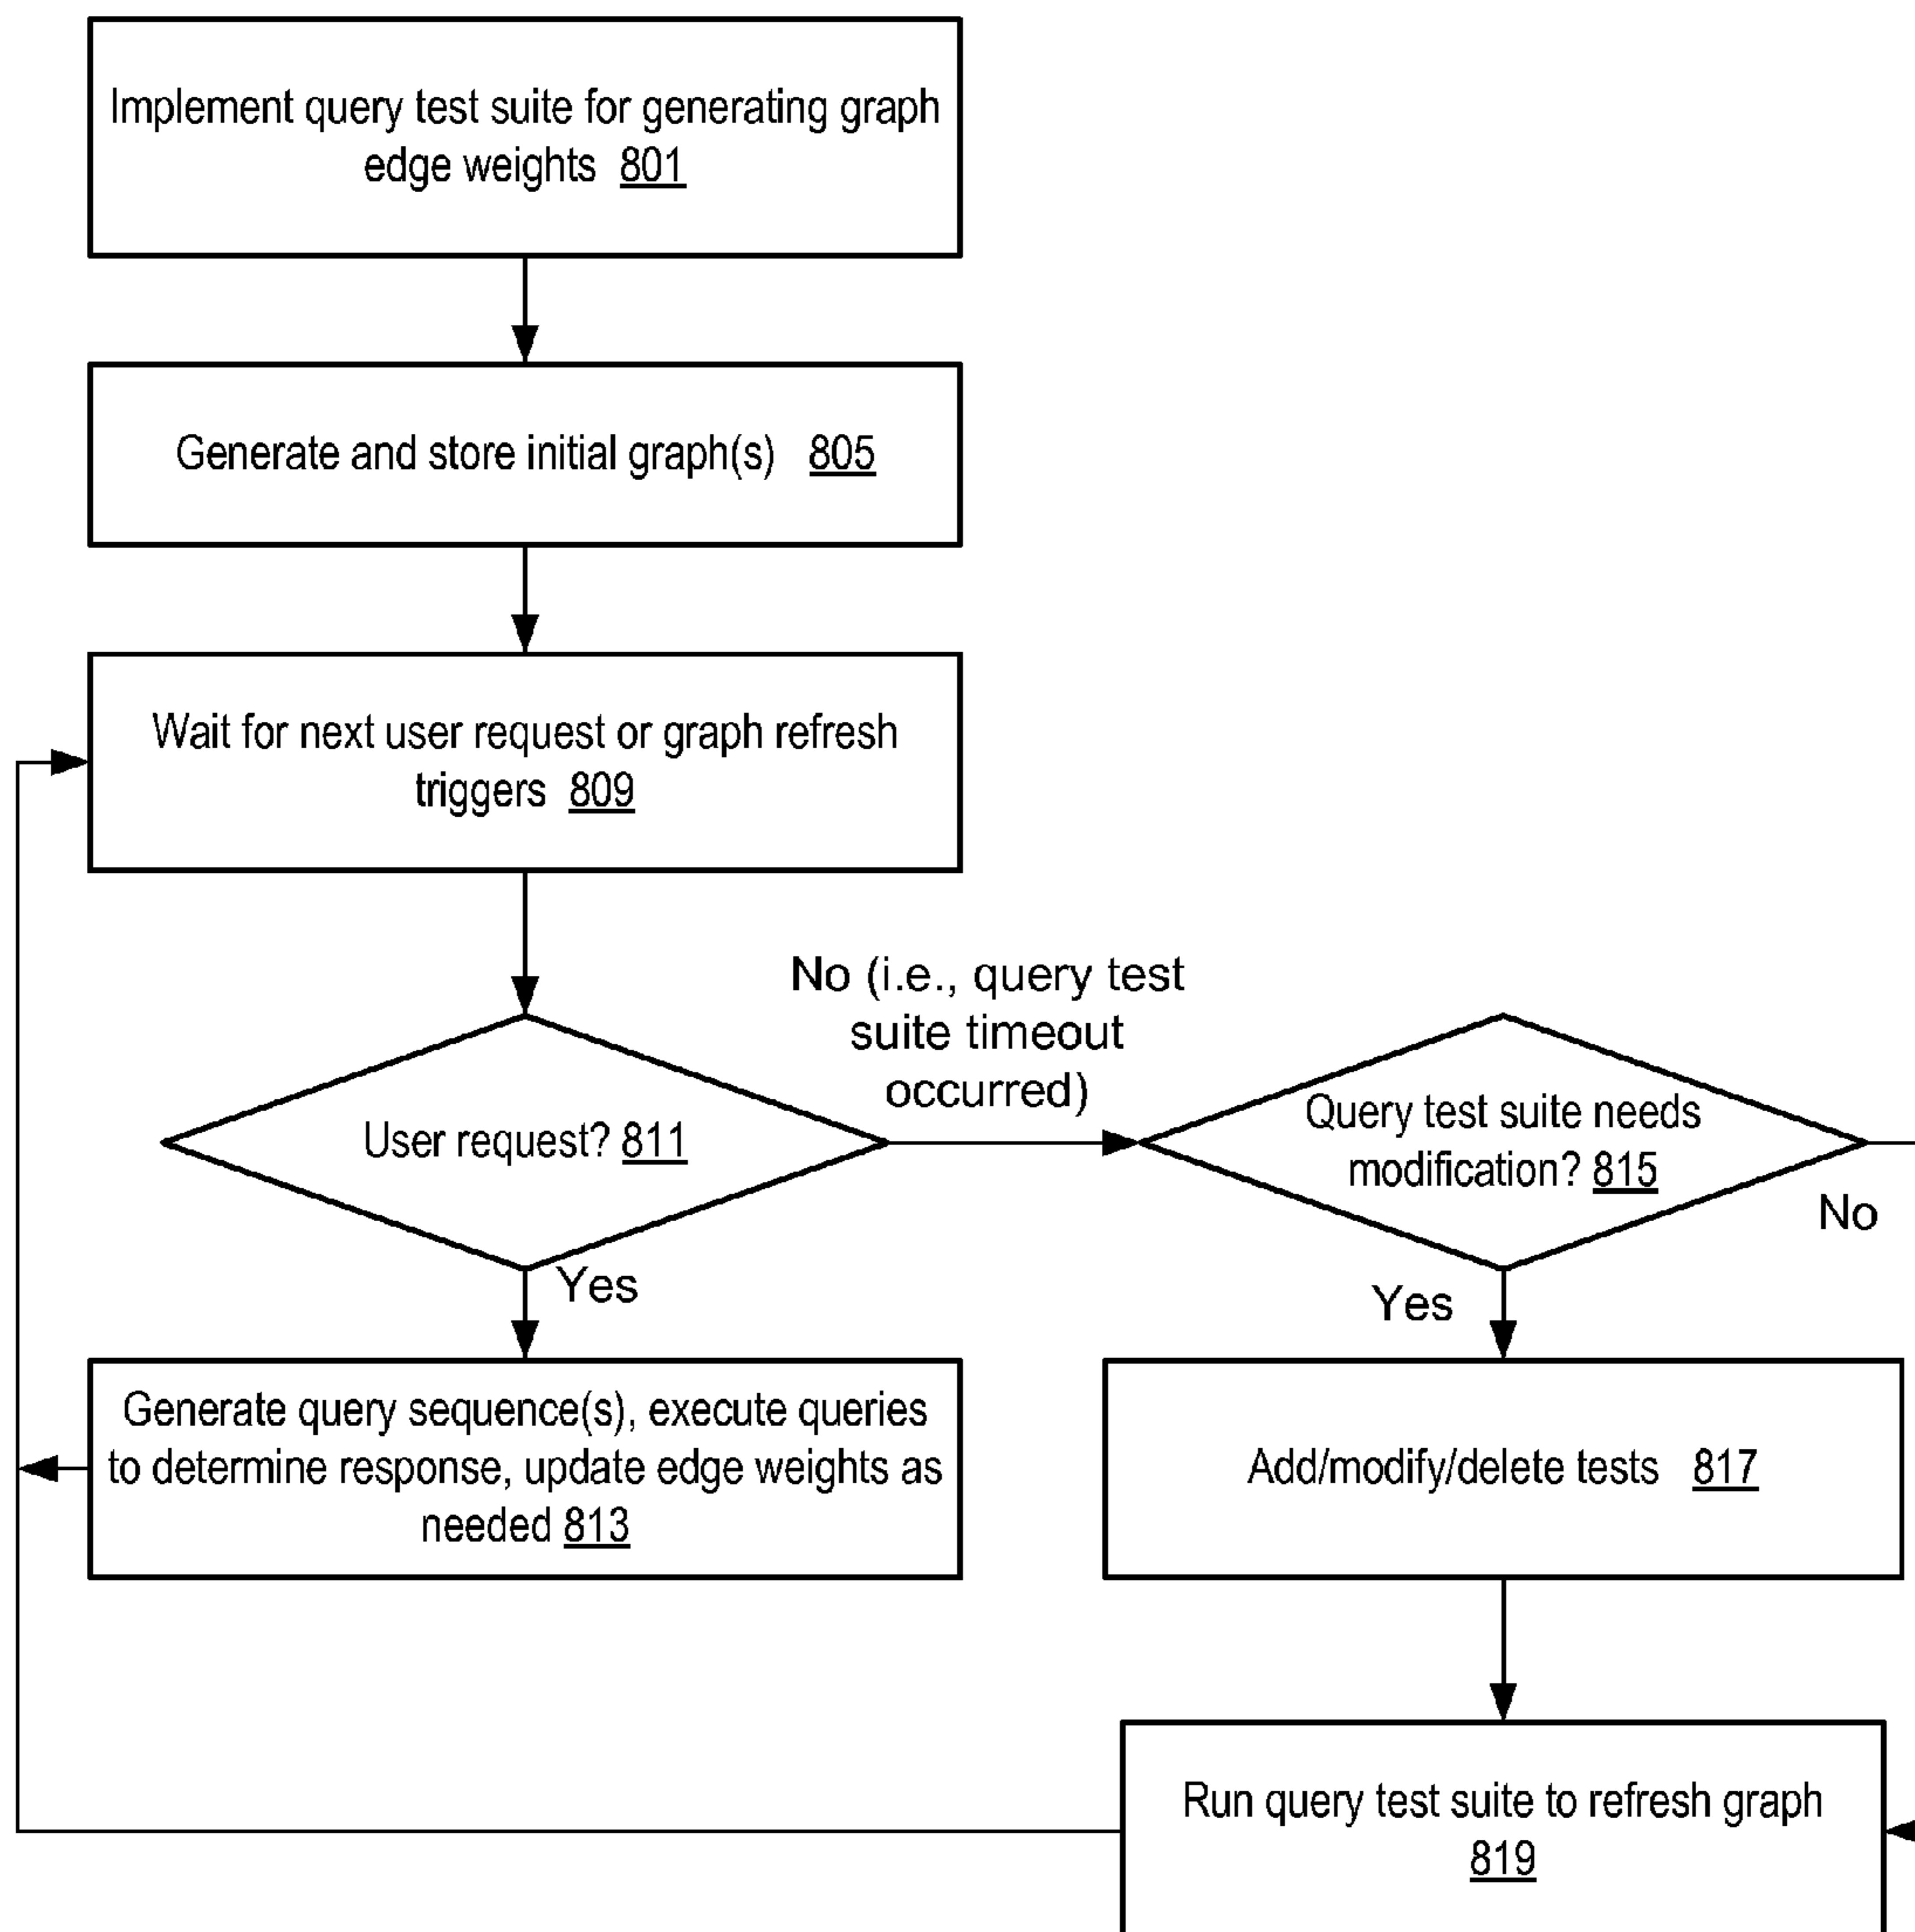 Implement query test suite for generating graph
edge weights 801
Generate and store initial graph(s) 805
Wait for next user request or graph refresh
triggers 809
No (i.e., query test
suite timeout
occurred)
User request? 811
Query test suite needs
modification? 815
No
Yes
Yes
Generate query sequence(s), execute queries
to determine response, update edge weights as
needed 813
Add/modify/delete tests 817
Run query test suite to refresh graph
819